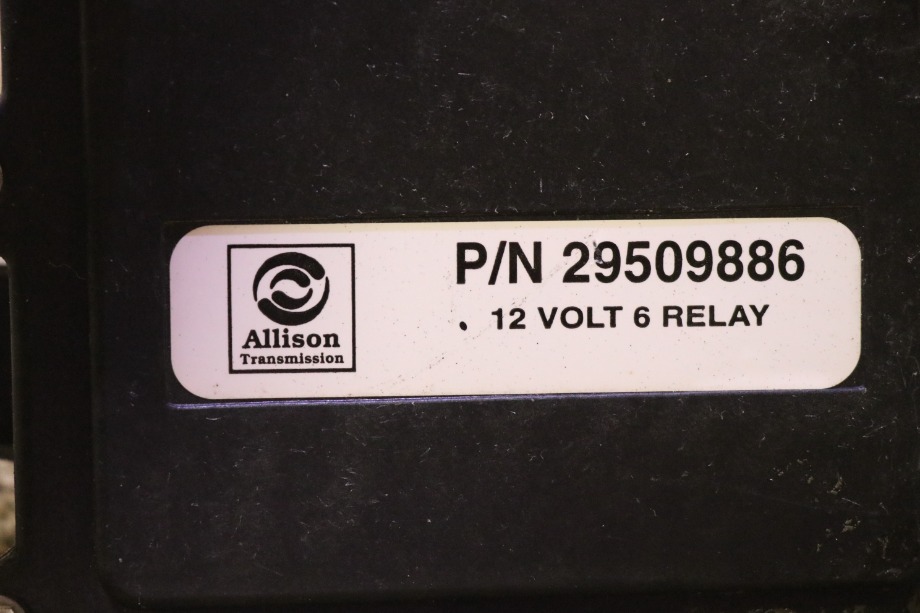 Allison
Transmission
P/N 29509886
12 VOLT 6 RELAY